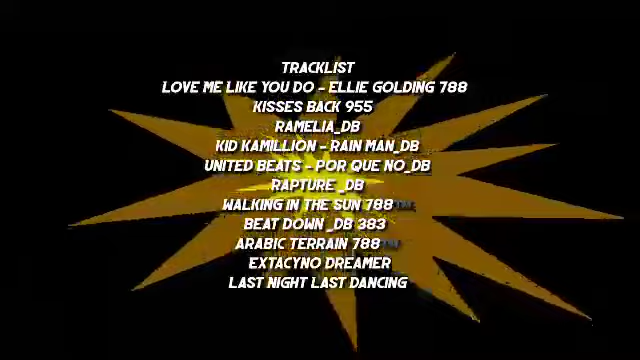 TRACKLIST
LOVE ME LIKE YOU DO - ELLIE GOLDING 788
KISSES BACK 955
RAMELIA_DB
KID KAMILLION - RAIN MAN_DB
UNITED BEATS - POR QUE NO_DB
RAPTURE _DB
WALKING IN THE SUN 788
BEAT DOWN _DB 383
ARABIC TERRAIN 788
EXTACYNO DREAMER
LAST NIGHT LAST DANCING